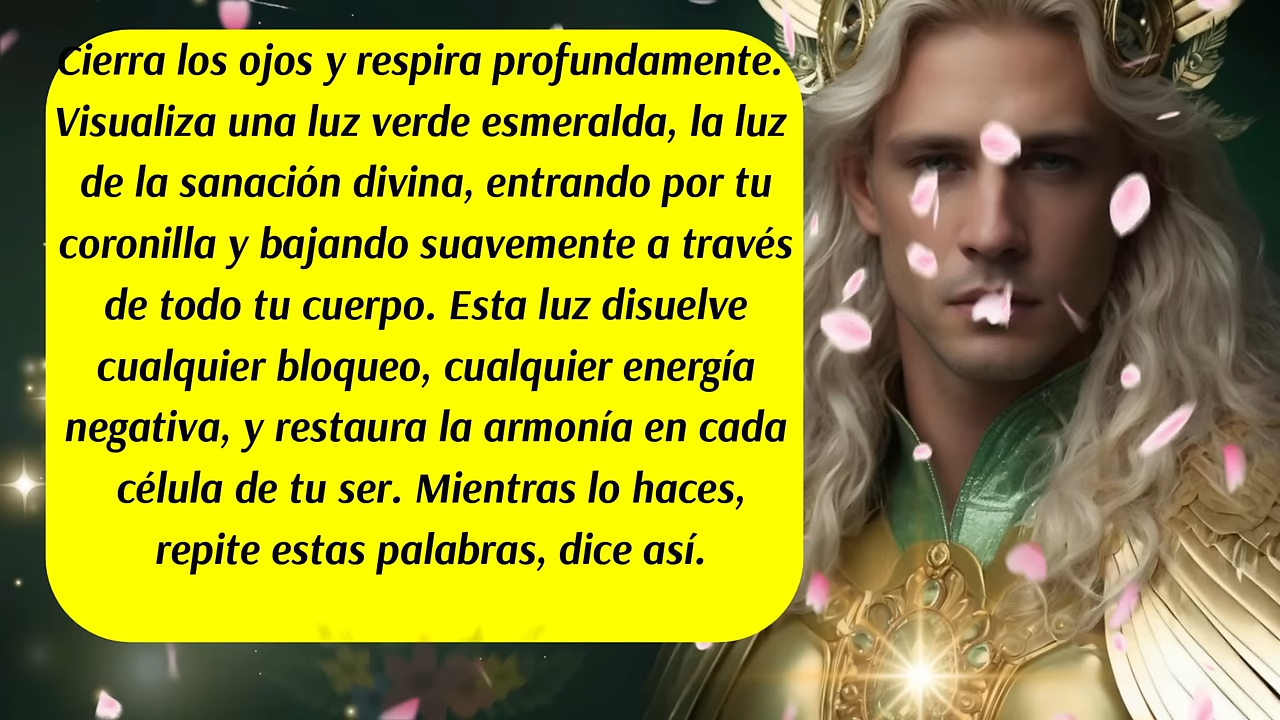 Cierra los ojos y respira profundamente.
Visualiza una luz verde esmeralda, la luz
de la sanación divina, entrando por tu
coronilla y bajando suavemente a través
de todo tu cuerpo. Esta luz disuelve
cualquier bloqueo, cualquier energía
negativa, y restaura la armonía en cada
célula de tu ser. Mientras lo haces,
repite estas palabras, dice así.